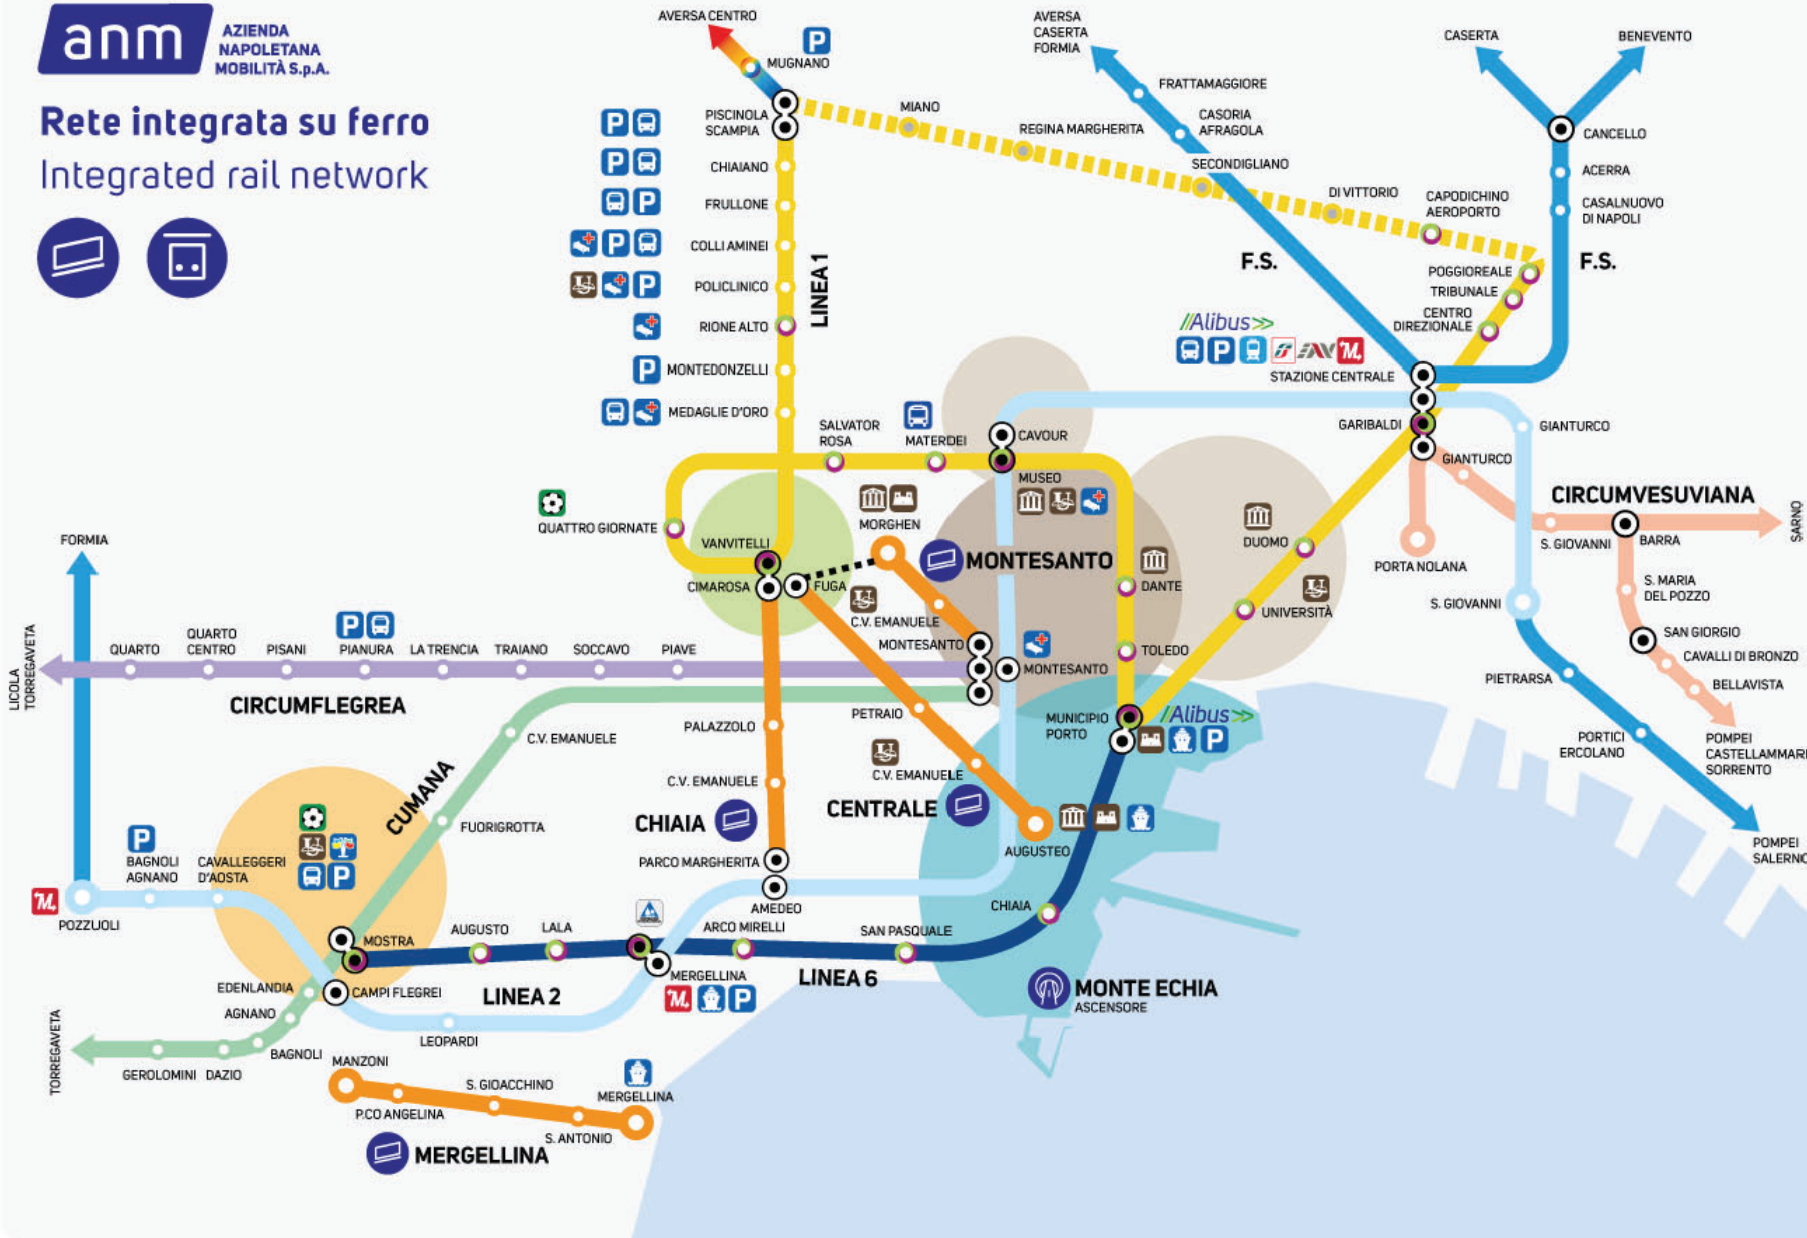 anm
AZIENDA
NAPOLETANA
MOBILITÀ S.p.A.
Rete integrata su ferro
Integrated rail network
AVERSA CENTRO
P
MUGNANO
AVERSA
CASERTA
FORMIA
FRATTAMAGGIORE
CASORIA
AFRAGOLA
CASERTA
BENEVENTO
CANCELLO
ACERRA
CASALNUOVO
DI NAPOLI
PISCINOLA
SCAMPIA
P
MIANO
REGINA MARGHERITA
SECONDIGLIANO
DI VITTORIO
CAPODICHINO
AEROPORTO
P
CHIAIANO
P
FRULLONE
P
COLLI AMINEI
P
POLICLINICO
RIONE ALTO
P
MONTEDONZELLI
MEDAGLIE D'ORO
LINEA 1
F.S.
F.S.
POGGIOREALE
TRIBUNALE
CENTRO
DIREZIONALE
//Alibus>>
P
EAV
M
STAZIONE CENTRALE
GARIBALDI
GIANTURCO
GIANTURCO
SALVATOR
ROSA
MATERDEI
CAVOUR
MUSEO
QUATTRO GIORNATE
VANVITELLI
CIMAROSA
FUGA
MORGHEN
MONTESANTO
C.V. EMANUELE
MONTESANTO
MONTESANTO
DANTE
TOLEDO
DUOMO
UNIVERSITÀ
PORTA NOLANA
CIRCUMVESUVIANA
S. GIOVANNI
BARRA
SARNO
S. MARIA
DEL POZZO
S. GIOVANNI
SAN GIORGIO
CAVALLI DI BRONZO
BELLAVISTA
PIETRARSA
PORTICI
ERCOLANO
POMPEI
CASTELLAMMARE
SORRENTO
POMPEI
SALERNO
FORMIA
LICOLA
TORREGAVETA
QUARTO
QUARTO
CENTRO
PISANI
P
PIANURA
LA TRENCIA
TRAIANO
SOCCAVO
PIAVE
CIRCUMFLEGREA
C.V. EMANUELE
CUMANA
FUORIGROTTA
PALAZZOLO
C.V. EMANUELE
CHIAIA
PARCO MARGHERITA
AMEDEO
PETRAIO
C.V. EMANUELE
CENTRALE
AUGUSTEO
MUNICIPIO
PORTO
//Alibus>>
P
P
BAGNOLI
AGNANO
CAVALLEGGERI
D'AOSTA
P
M
POZZUOLI
MOSTRA
AUGUSTO
LALA
ARCO MIRELLI
SAN PASQUALE
CHIAIA
MERGELLINA
M
P
LINEA 6
LINEA 2
EDENLANDIA
CAMPI FLEGREI
AGNANO
BAGNOLI
LEOPARDI
GEROLOMINI
DAZIO
TORREGAVETA
MONTE ECHIA
ASCENSORE
MANZONI
P.CO ANGELINA
S. GIOACCHINO
S. ANTONIO
MERGELLINA
MERGELLINA